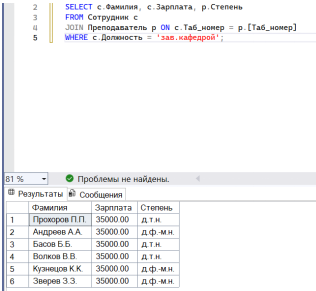 2 SELECT с.Фамилия, с.Зарплата, р.Степень
3 FROM Сотрудник с
4 JOIN Преподаватель р ON с.Таб_номер = р.[Таб_номер]
5 WHERE с.Должность = 'зав.кафедрой';
81 % Проблемы не найдены.
Результаты Сообщения
Фамилия Зарплата Степень
1 Прохоров П.П. 35000.00 д.т.н.
2 Андреев А.А. 35000.00 д.ф.-м.н.
3 Басов Б.Б. 35000.00 д.т.н.
4 Волков В.В. 35000.00 д.т.н.
5 Кузнецов К.К. 35000.00 д.ф.-м.н.
6 Зверев З.З. 35000.00 д.ф.-м.н.